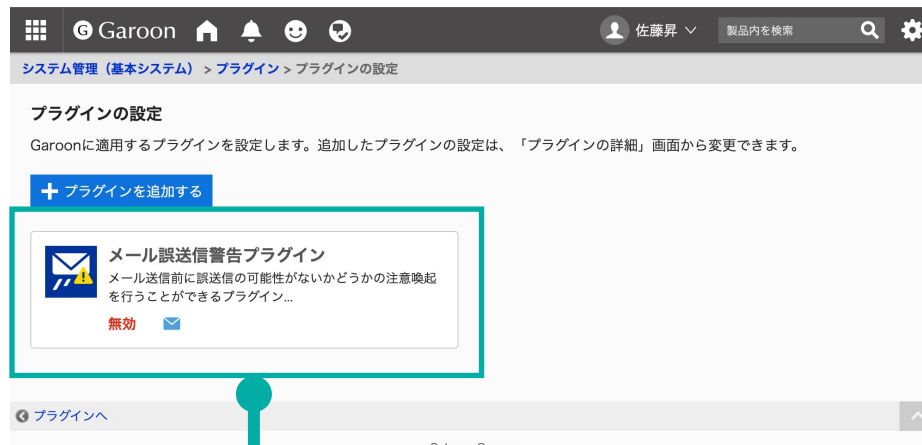 G Garoon
佐藤昇
製品内を検索
システム管理（基本システム） > プラグイン > プラグインの設定
プラグインの設定
Garoonに適用するプラグインを設定します。追加したプラグインの設定は、「プラグインの詳細」画面から変更できます。
プラグインを追加する
メール誤送信警告プラグイン
メール送信前に誤送信の可能性がないかどうかの注意喚起
を行うことができるプラグイン...
無効
プラグインへ